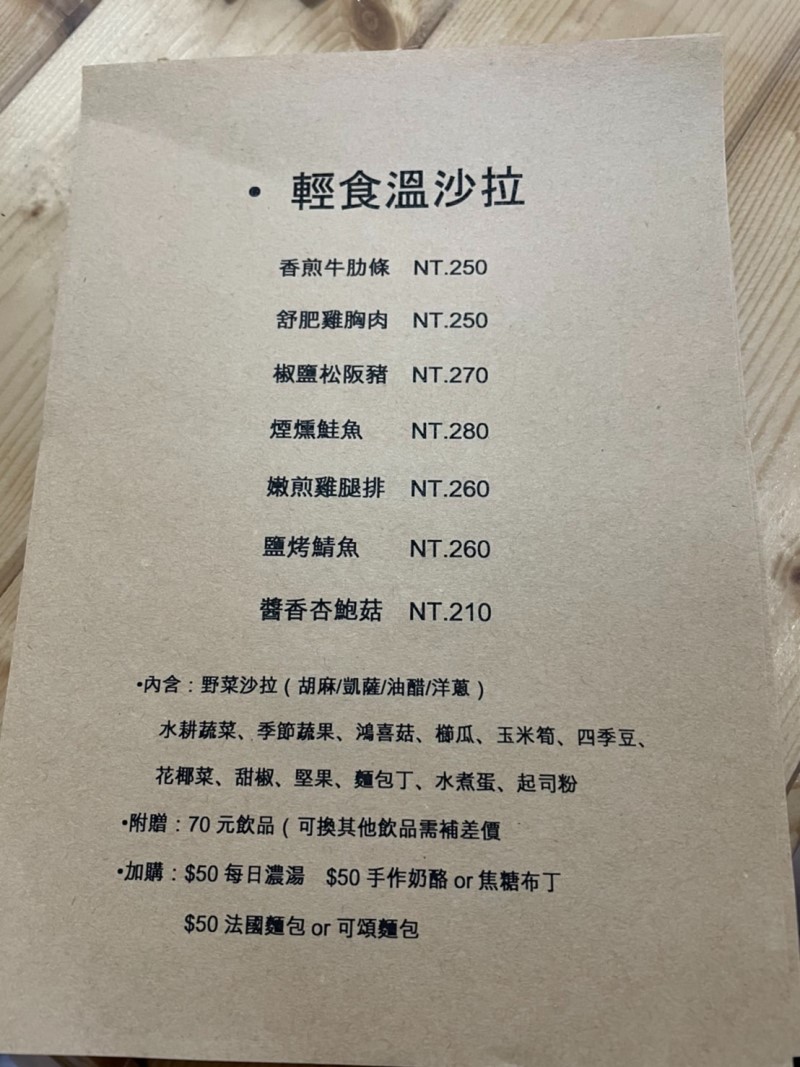 • 輕食溫沙拉
香煎牛肋條 NT.250
舒肥雞胸肉 NT.250
椒鹽松阪豬 NT.270
煙燻鮭魚 NT.280
嫩煎雞腿排 NT.260
鹽烤鯖魚 NT.260
醬香杏鮑菇 NT.210
•內含：野菜沙拉（胡麻/凱薩/油醋/洋蔥）
水耕蔬菜、季節蔬果、鴻喜菇、櫛瓜、玉米筍、四季豆、
花椰菜、甜椒、堅果、麵包丁、水煮蛋、起司粉
•附贈：70 元飲品（可換其他飲品需補差價
•加購：$50 每日濃湯 $50 手作奶酪 or 焦糖布丁
$50 法國麵包 or 可頌麵包